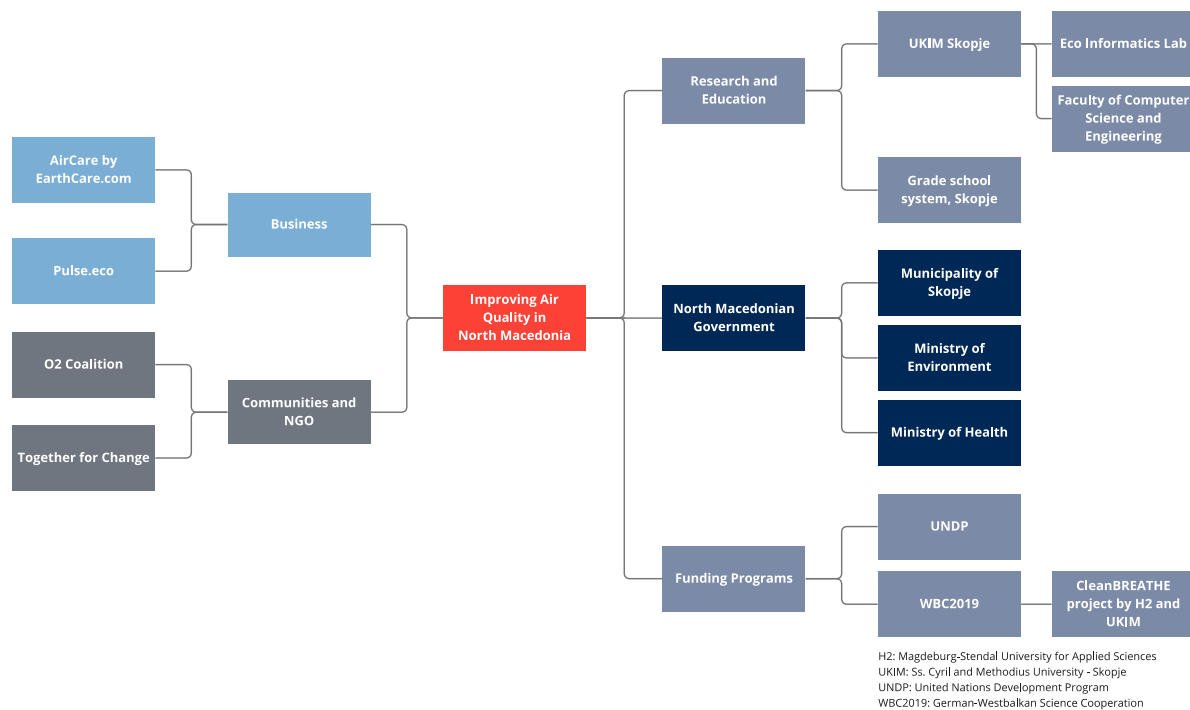 AirCare by
EarthCare.com
Pulse.eco
O2 Coalition
Together for Change
Business
Communities and
NGO
Improving Air
Quality in
North Macedonia
Research and
Education
North Macedonian
Government
Funding Programs
UKIM Skopje
Grade school
system, Skopje
Municipality of
Skopje
Ministry of
Environment
Ministry of Health
UNDP
WBC2019
Eco Informatics Lab
Faculty of Computer
Science and
Engineering
CleanBREATHE
project by H2 and
UKIM
H2: Magdeburg-Stendal University for Applied Sciences
UKIM: Ss. Cyril and Methodius University - Skopje
UNDP: United Nations Development Program
WBC2019: German-Westbalkan Science Cooperation